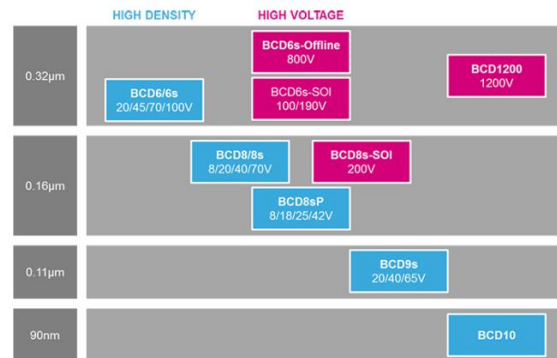 HIGH DENSITY
HIGH VOLTAGE
0.32µm
BCD6s-Offline
800V
BCD1200
1200V
BCD6/6s
20/45/70/100V
BCD6s-SOI
100/190V
0.16µm
BCD8/8s
8/20/40/70V
BCD8s-SOI
200V
BCD8sP
8/18/25/42V
0.11µm
BCD9s
20/40/65V
90nm
BCD10